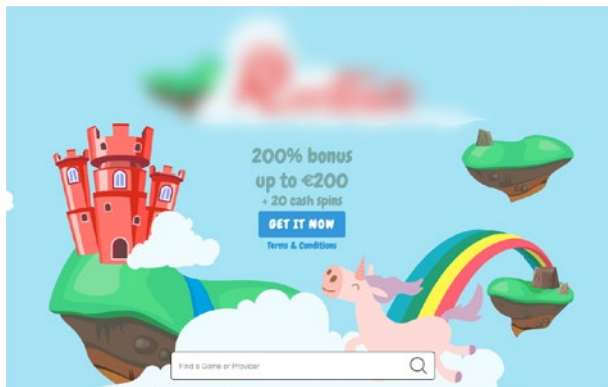 200% bonus
up to €200
+ 20 cash spins
GET IT NOW
Terms & Conditions
Find a Game or Provider